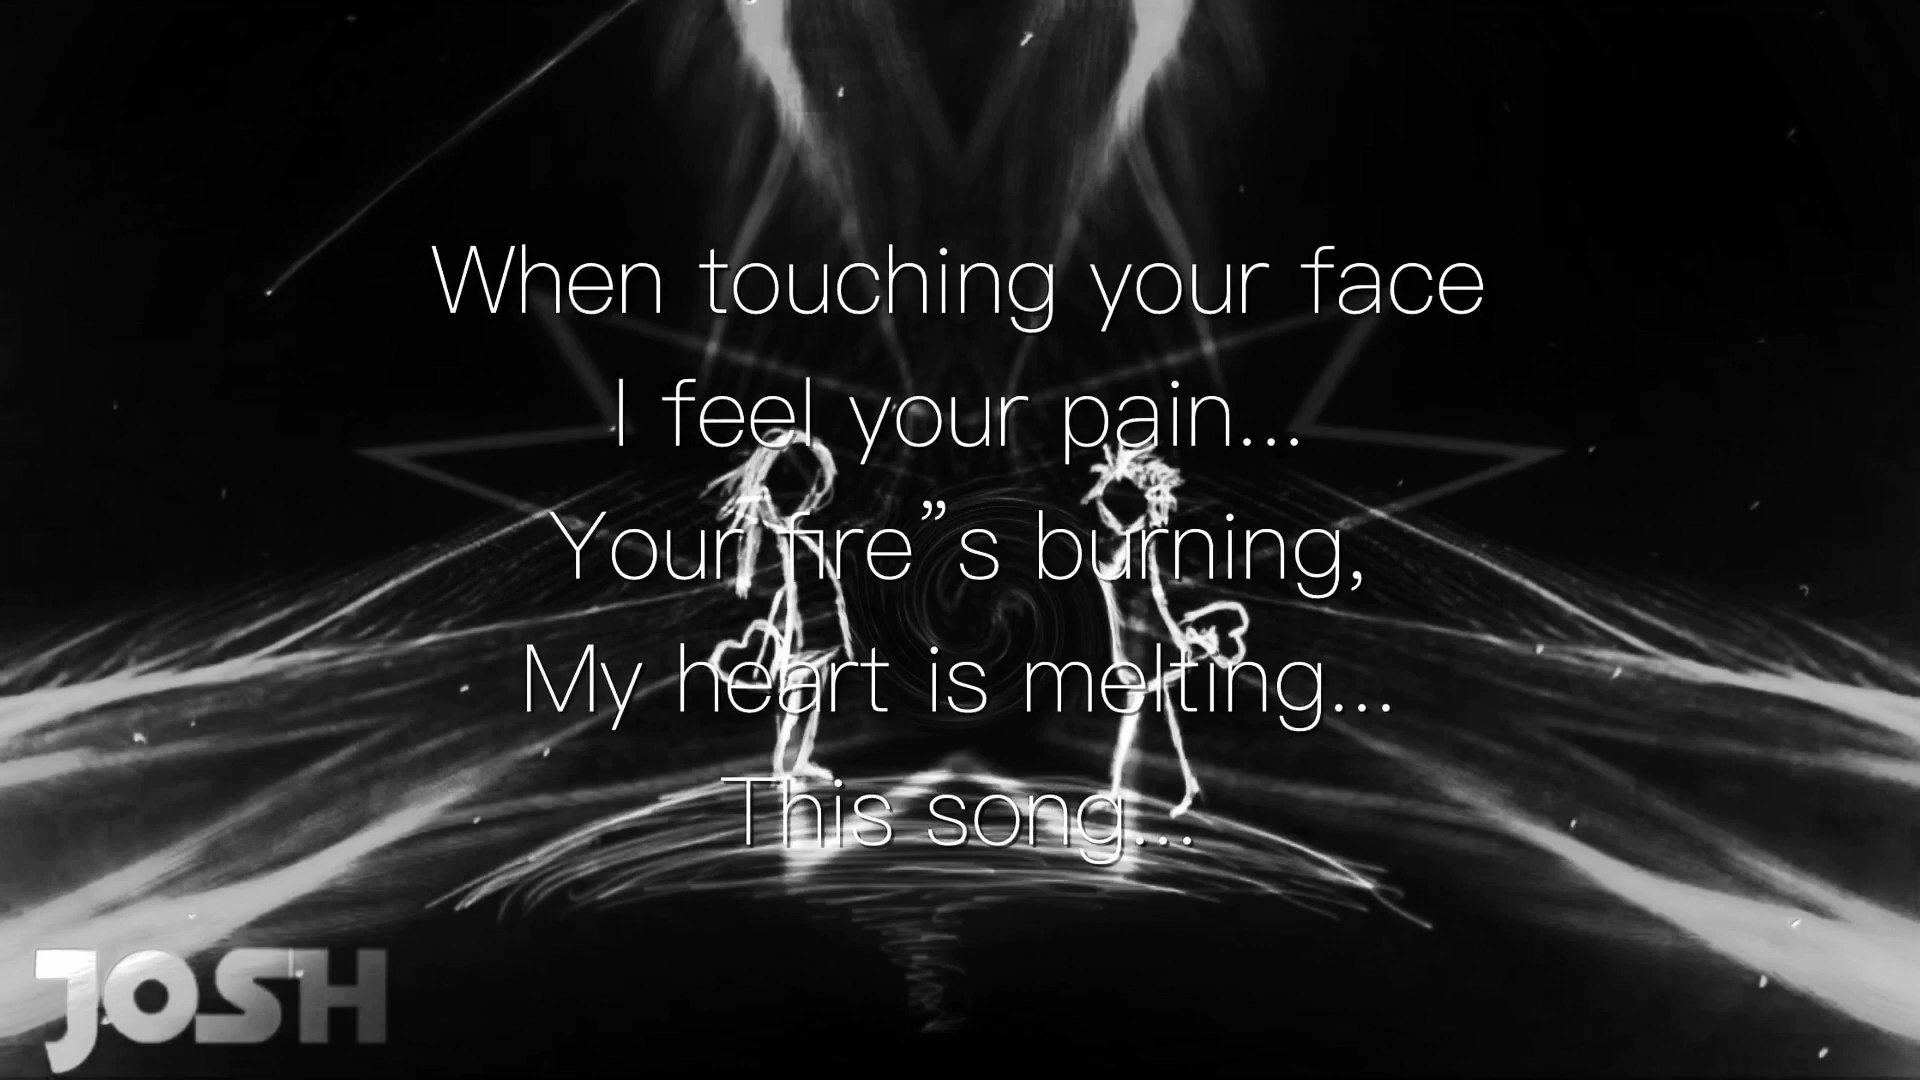 When touching your face
I feel your pain...
Your fire”s burning,
My heart is melting...
This song...
JOSH